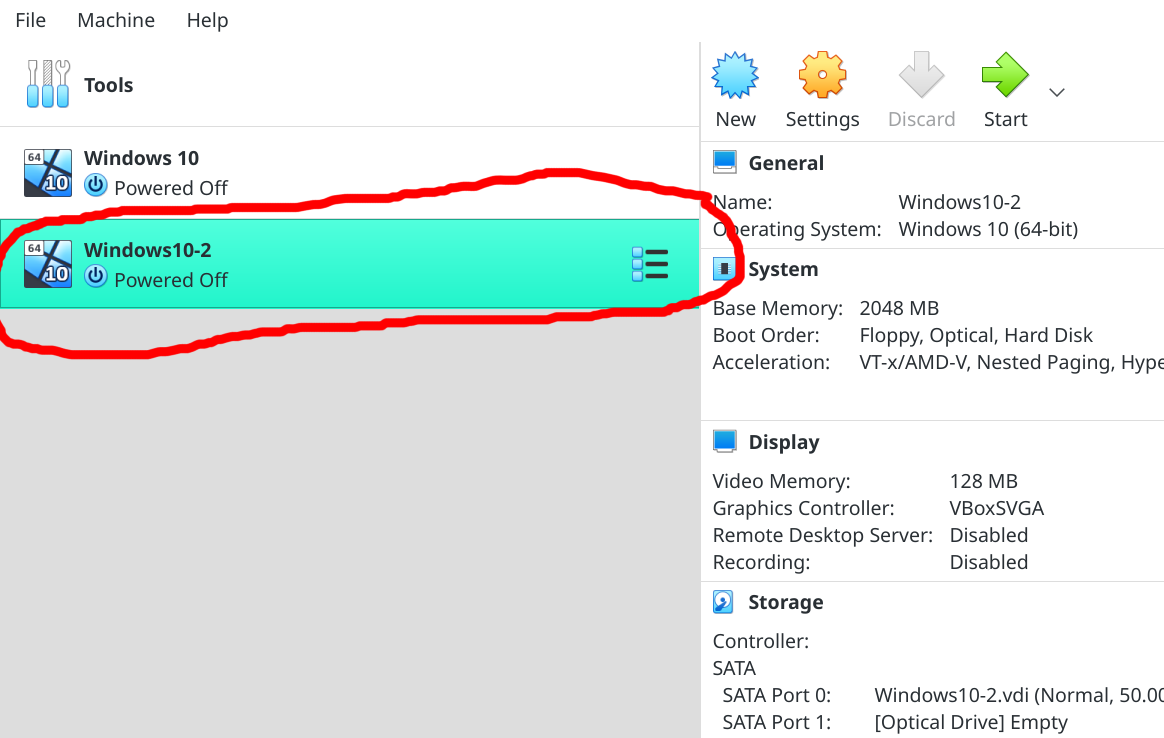 File Machine Help
Tools
New Settings Discard Start
64 10 Windows 10
Powered Off
64 10 Windows10-2
Powered Off
General
Name: Windows10-2
Operating System: Windows 10 (64-bit)
System
Base Memory: 2048 MB
Boot Order: Floppy, Optical, Hard Disk
Acceleration: VT-x/AMD-V, Nested Paging, Hype
Display
Video Memory: 128 MB
Graphics Controller: VBoxSVGA
Remote Desktop Server: Disabled
Recording: Disabled
Storage
Controller:
SATA
SATA Port 0: Windows10-2.vdi (Normal, 50.00
SATA Port 1: [Optical Drive] Empty